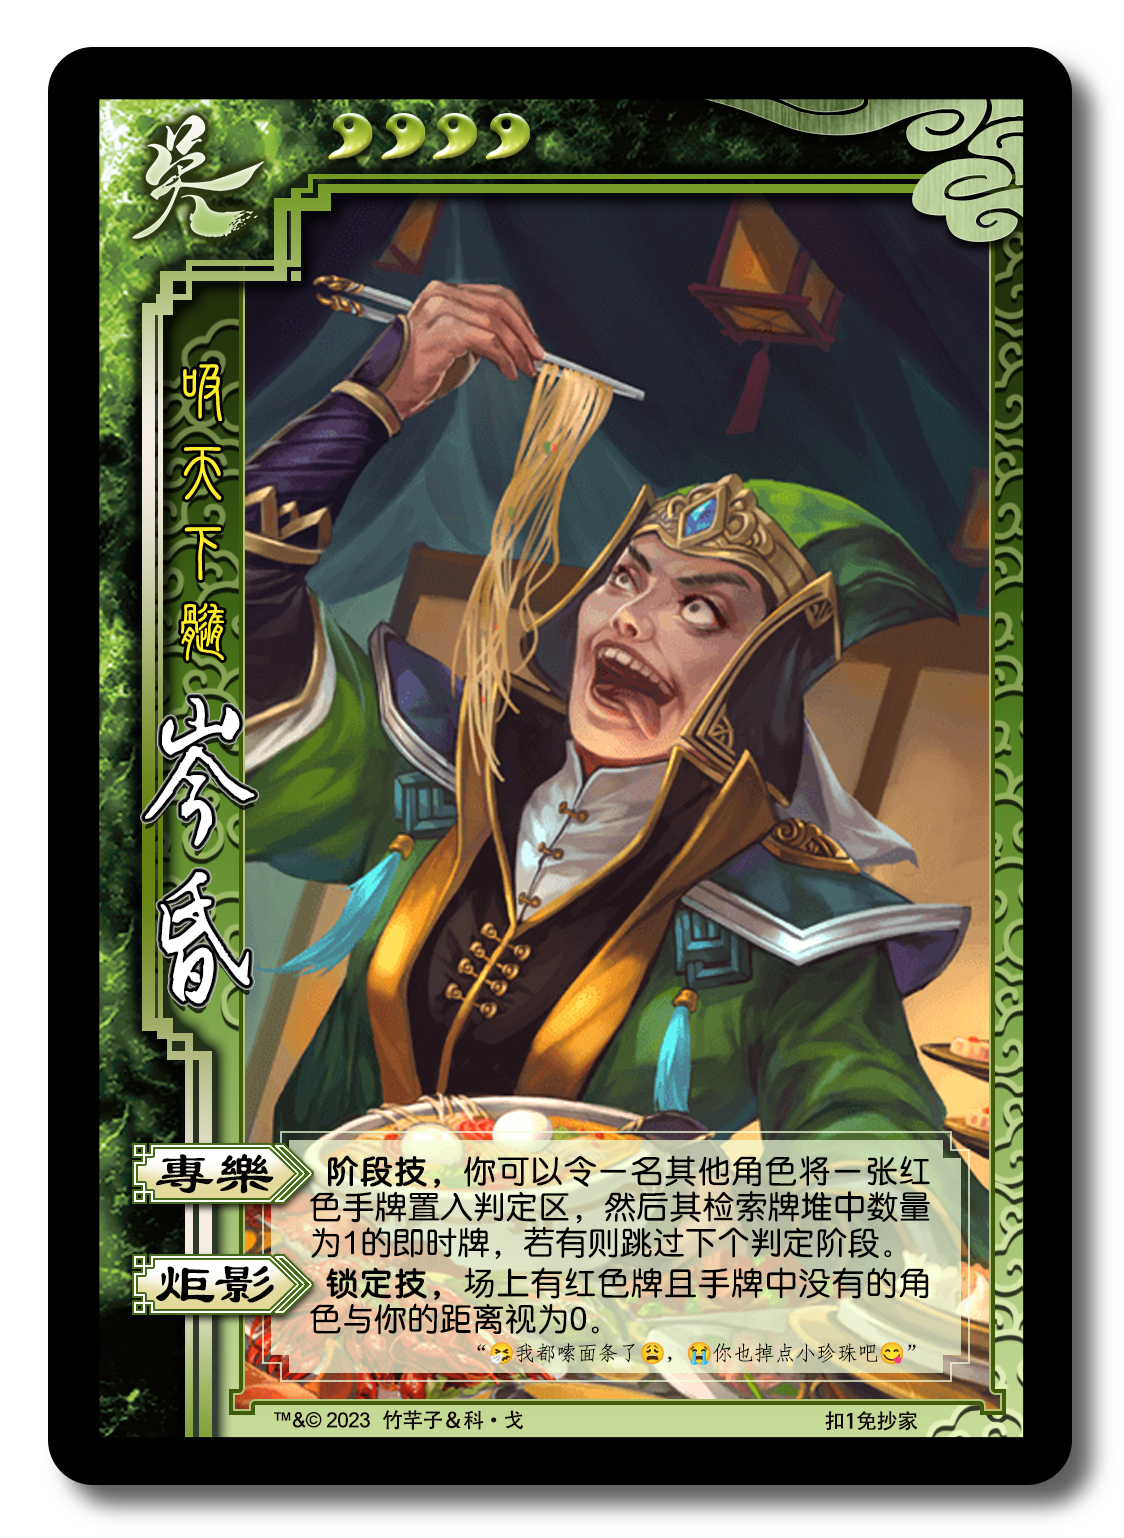 吴
吸天下髓
岑昏
專樂
阶段技，你可以令一名其他角色将一张红
色手牌置入判定区，然后其检索牌堆中数量
为1的即时牌，若有则跳过下个判定阶段。
炬影
锁定技，场上有红色牌且手牌中没有的角
色与你的距离视为0。
“🤧我都嗦面条了😩，😭你也掉点小珍珠吧😋”
™&© 2023 竹芊子&科·戈
扣1免抄家